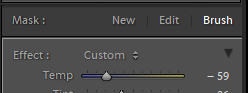 Mask : New Edit Brush
Effect : Custom
Temp – 59